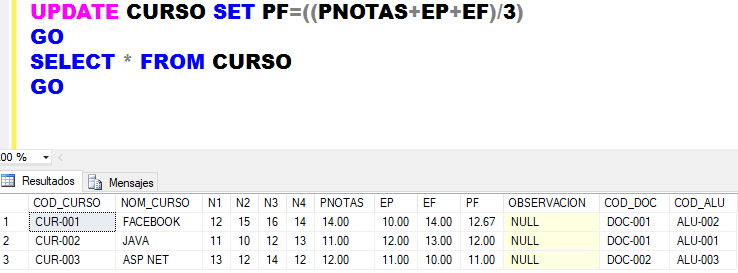 UPDATE CURSO SET PF=((PNOTAS+EP+EF)/3)
GO
SELECT * FROM CURSO
GO
00 %
Resultados Mensajes
COD_CURSO NOM_CURSO N1 N2 N3 N4 PNOTAS EP EF PF OBSERVACION COD_DOC COD_ALU
1 CUR-001 FACEBOOK 12 15 16 14 14.00 10.00 14.00 12.67 NULL DOC-001 ALU-002
2 CUR-002 JAVA 11 10 12 13 11.00 12.00 13.00 12.00 NULL DOC-001 ALU-001
3 CUR-003 ASP NET 13 12 14 12 12.00 11.00 10.00 11.00 NULL DOC-002 ALU-003